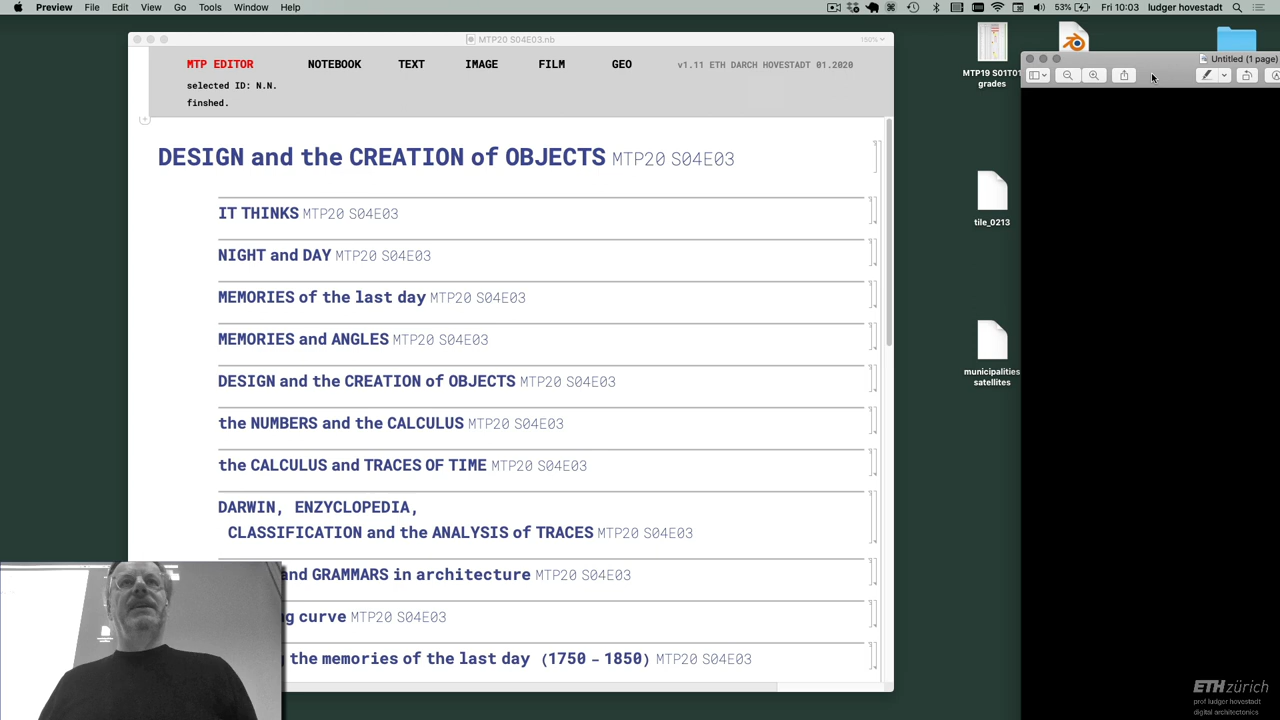 Preview File Edit View Go Tools Window Help 53% Fri 10:03 ludger hovestadt
MTP20 S04E03.nb 150%
MTP EDITOR NOTEBOOK TEXT IMAGE FILM GEO v1.11 ETH DARCH HOVESTADT 01.2020
selected ID: N.N.
finshed.
DESIGN and the CREATION of OBJECTS MTP20 S04E03
IT THINKS MTP20 S04E03
NIGHT and DAY MTP20 S04E03
MEMORIES of the last day MTP20 S04E03
MEMORIES and ANGLES MTP20 S04E03
DESIGN and the CREATION of OBJECTS MTP20 S04E03
the NUMBERS and the CALCULUS MTP20 S04E03
the CALCULUS and TRACES OF TIME MTP20 S04E03
DARWIN, ENZYCLOPEDIA,
CLASSIFICATION and the ANALYSIS of TRACES MTP20 S04E03
and GRAMMARS in architecture MTP20 S04E03
curve MTP20 S04E03
the memories of the last day (1750 - 1850) MTP20 S04E03
MTP19 S01T01
grades
tile_0213
municipalities
satellites
Untitled (1 page)
ETH zürich
prof ludger hovestadt
digital architectonics